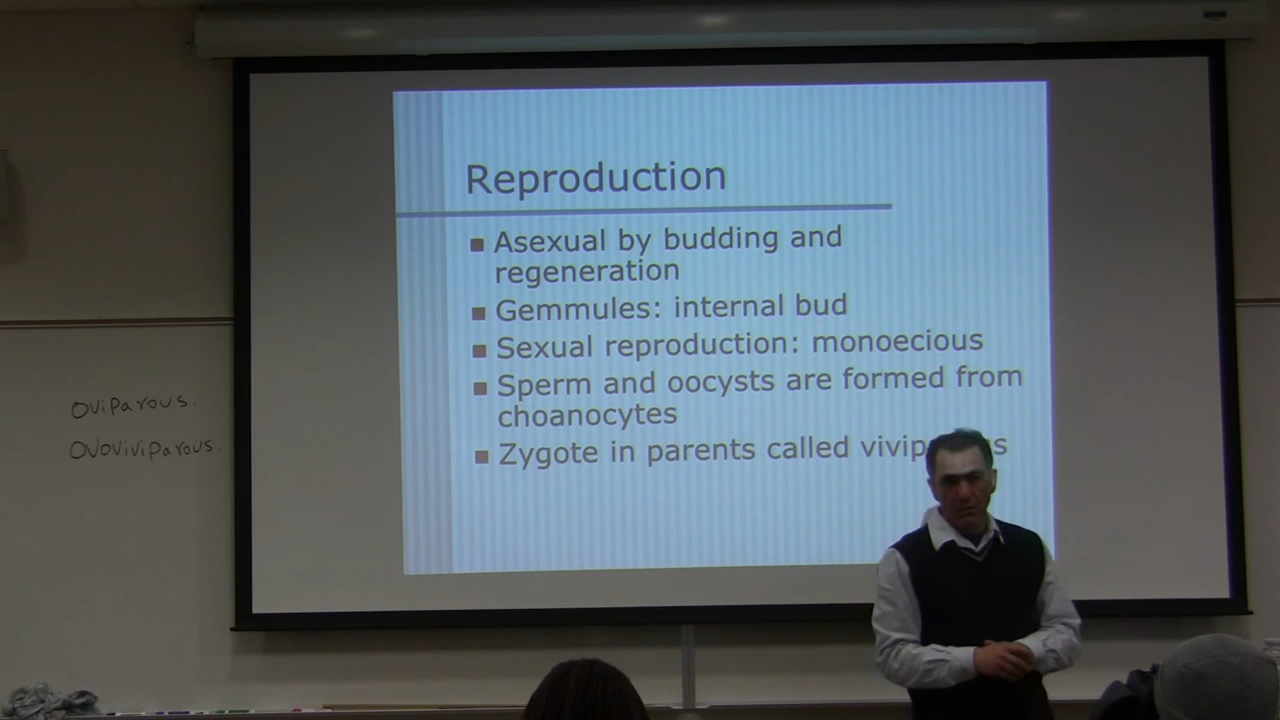 Reproduction
Asexual by budding and
regeneration
Gemmules: internal bud
Sexual reproduction: monoecious
Sperm and oocysts are formed from
choanocytes
Zygote in parents called
Oviparous.
Ovoviviparous.